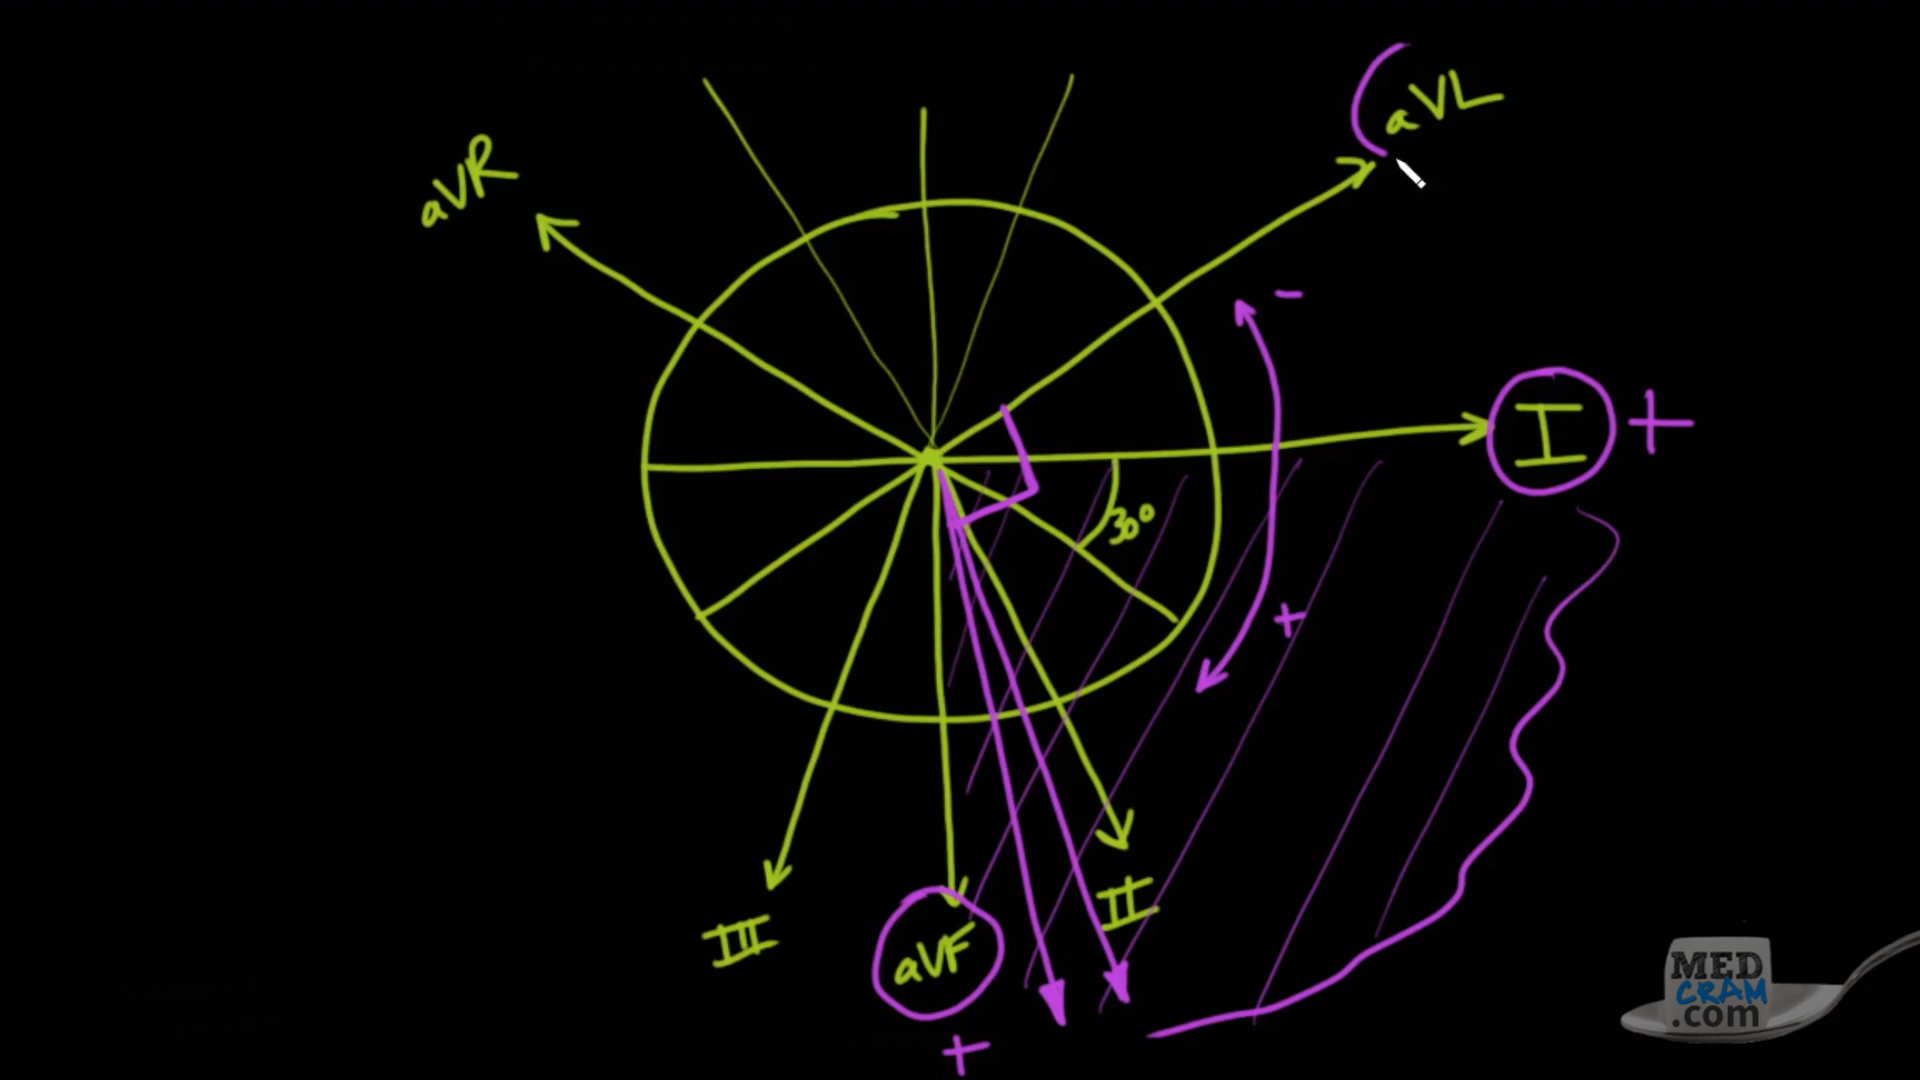 aVL
aVR
-
I +
30°
+
II
III
aVF
+
MED
CRAM
.com